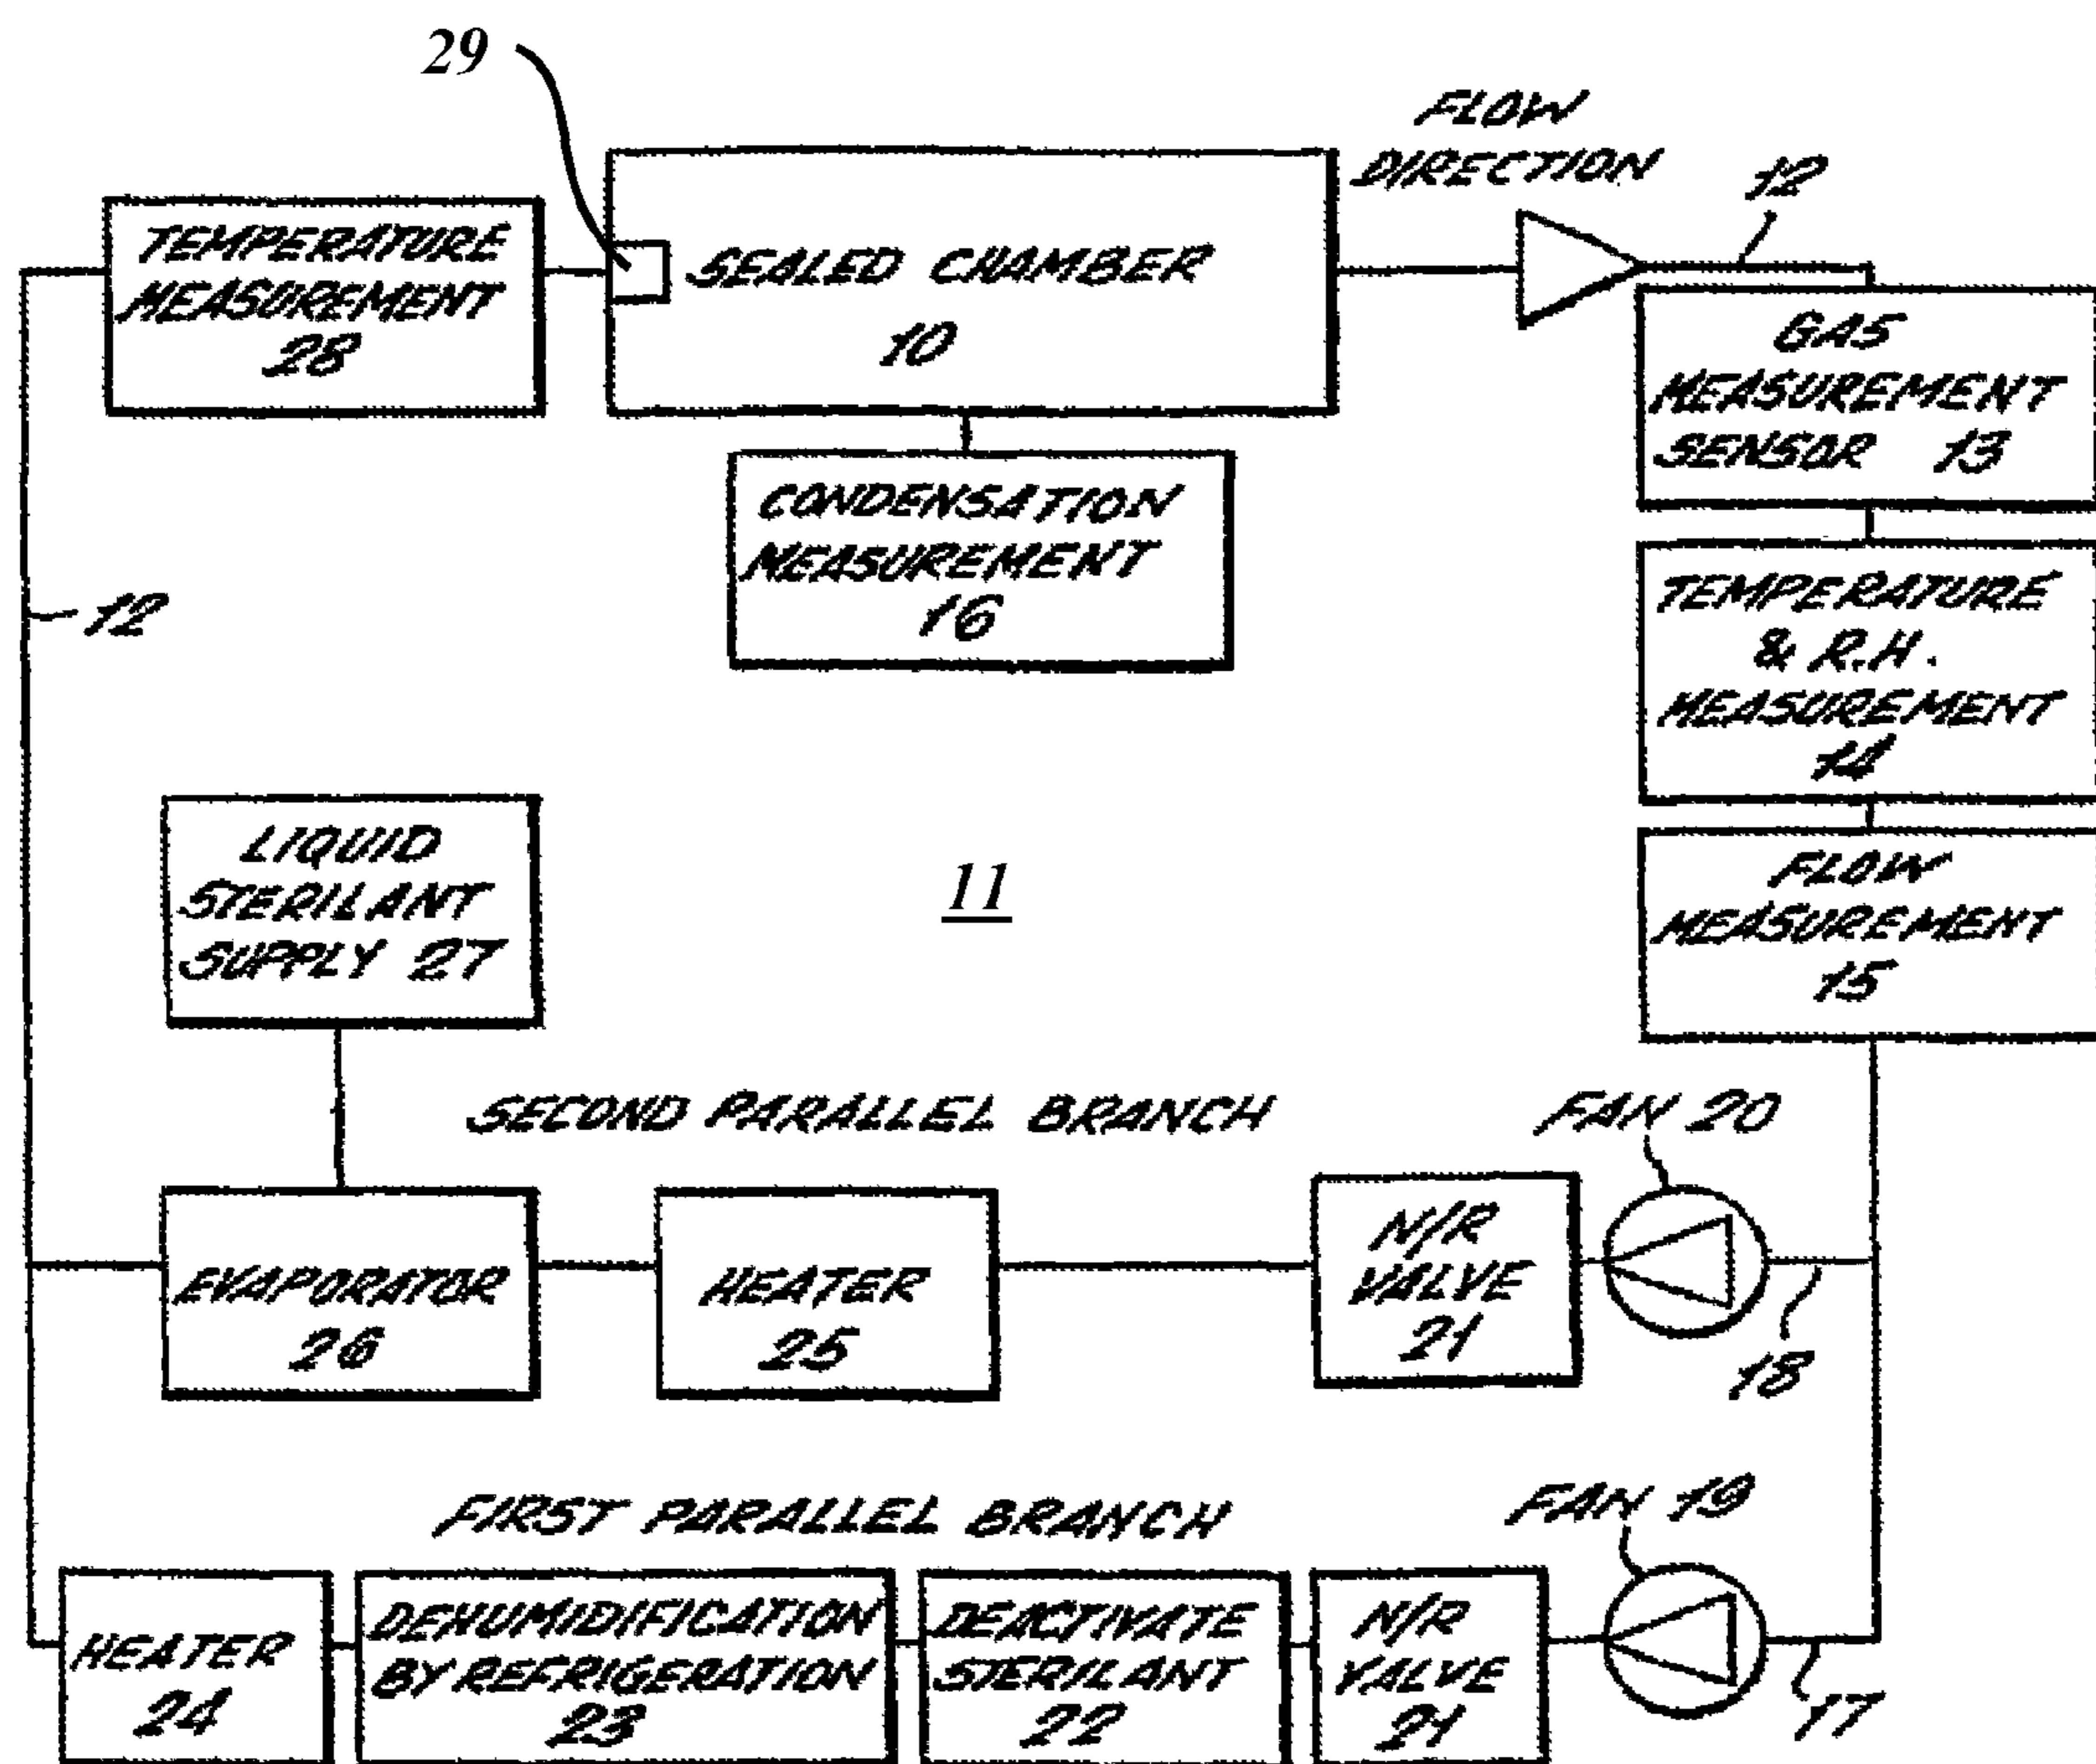 29
FLOW
DIRECTION
12
TEMPERATURE
MEASUREMENT
28
SEALED CHAMBER
10
GAS
MEASUREMENT
SENSOR 13
CONDENSATION
MEASUREMENT
16
12
TEMPERATURE
& R.H.
MEASUREMENT
14
LIQUID
STERILANT
SUPPLY 27
11
FLOW
MEASUREMENT
15
SECOND PARALLEL BRANCH
FAN 20
EVAPORATOR
26
HEATER
25
N/R
VALVE
21
18
FIRST PARALLEL BRANCH
FAN 19
HEATER
24
DEHUMIDIFICATION
BY REFRIGERATION
23
DEACTIVATE
STERILANT
22
N/R
VALVE
21
17